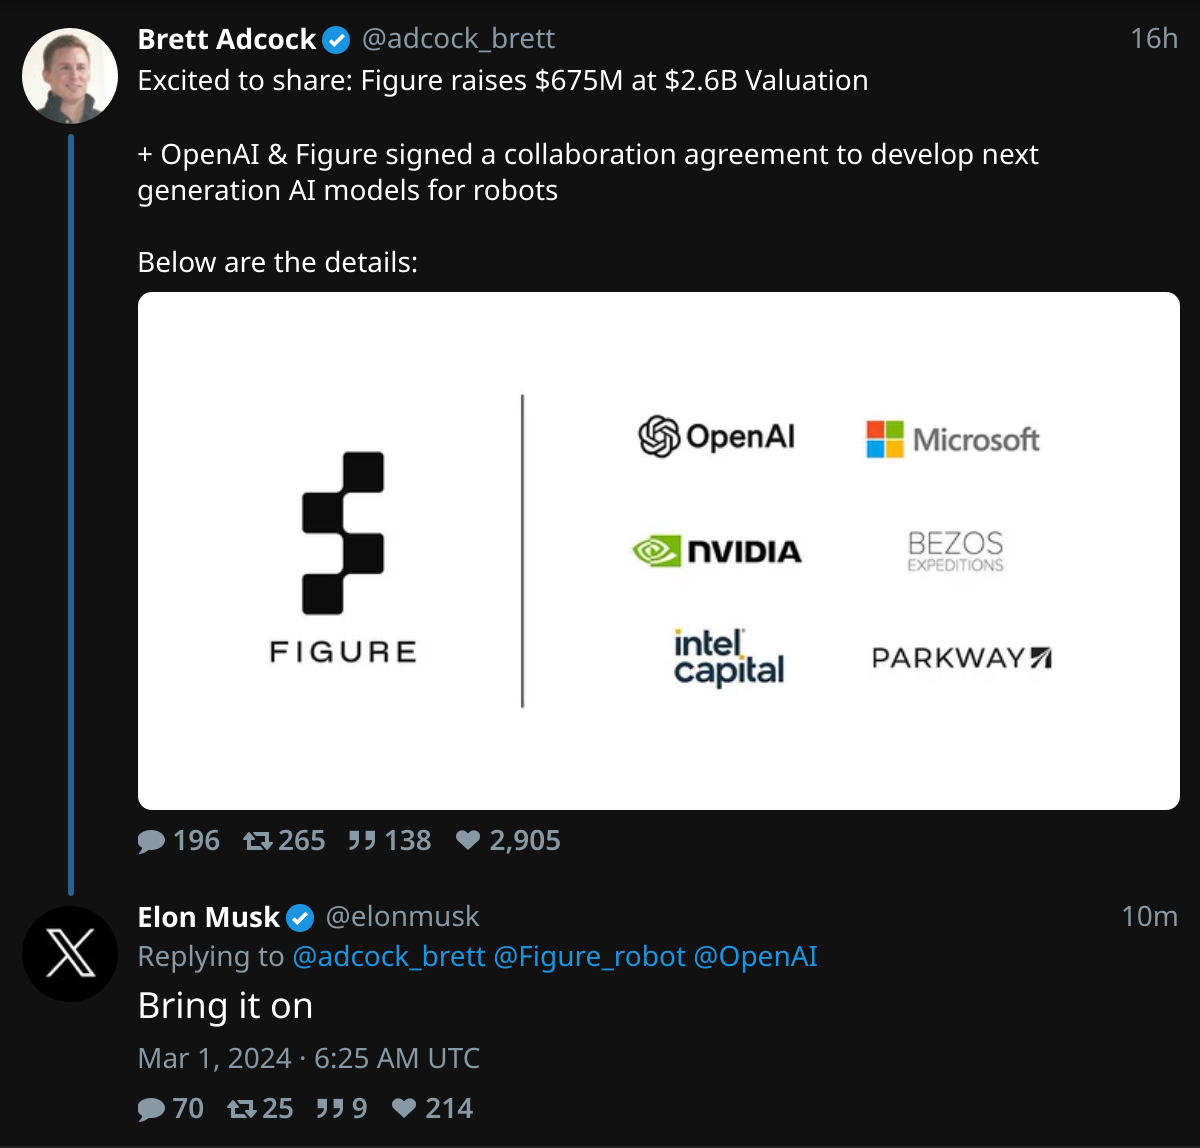 Brett Adcock @adcock_brett 16h
Excited to share: Figure raises $675M at $2.6B Valuation
+ OpenAI & Figure signed a collaboration agreement to develop next
generation AI models for robots
Below are the details:
FIGURE
OpenAI
Microsoft
NVIDIA
BEZOS
EXPEDITIONS
intel
capital
PARKWAY
196 265 138 2,905
Elon Musk @elonmusk 10m
Replying to @adcock_brett @Figure_robot @OpenAI
Bring it on
Mar 1, 2024 · 6:25 AM UTC
70 25 9 214